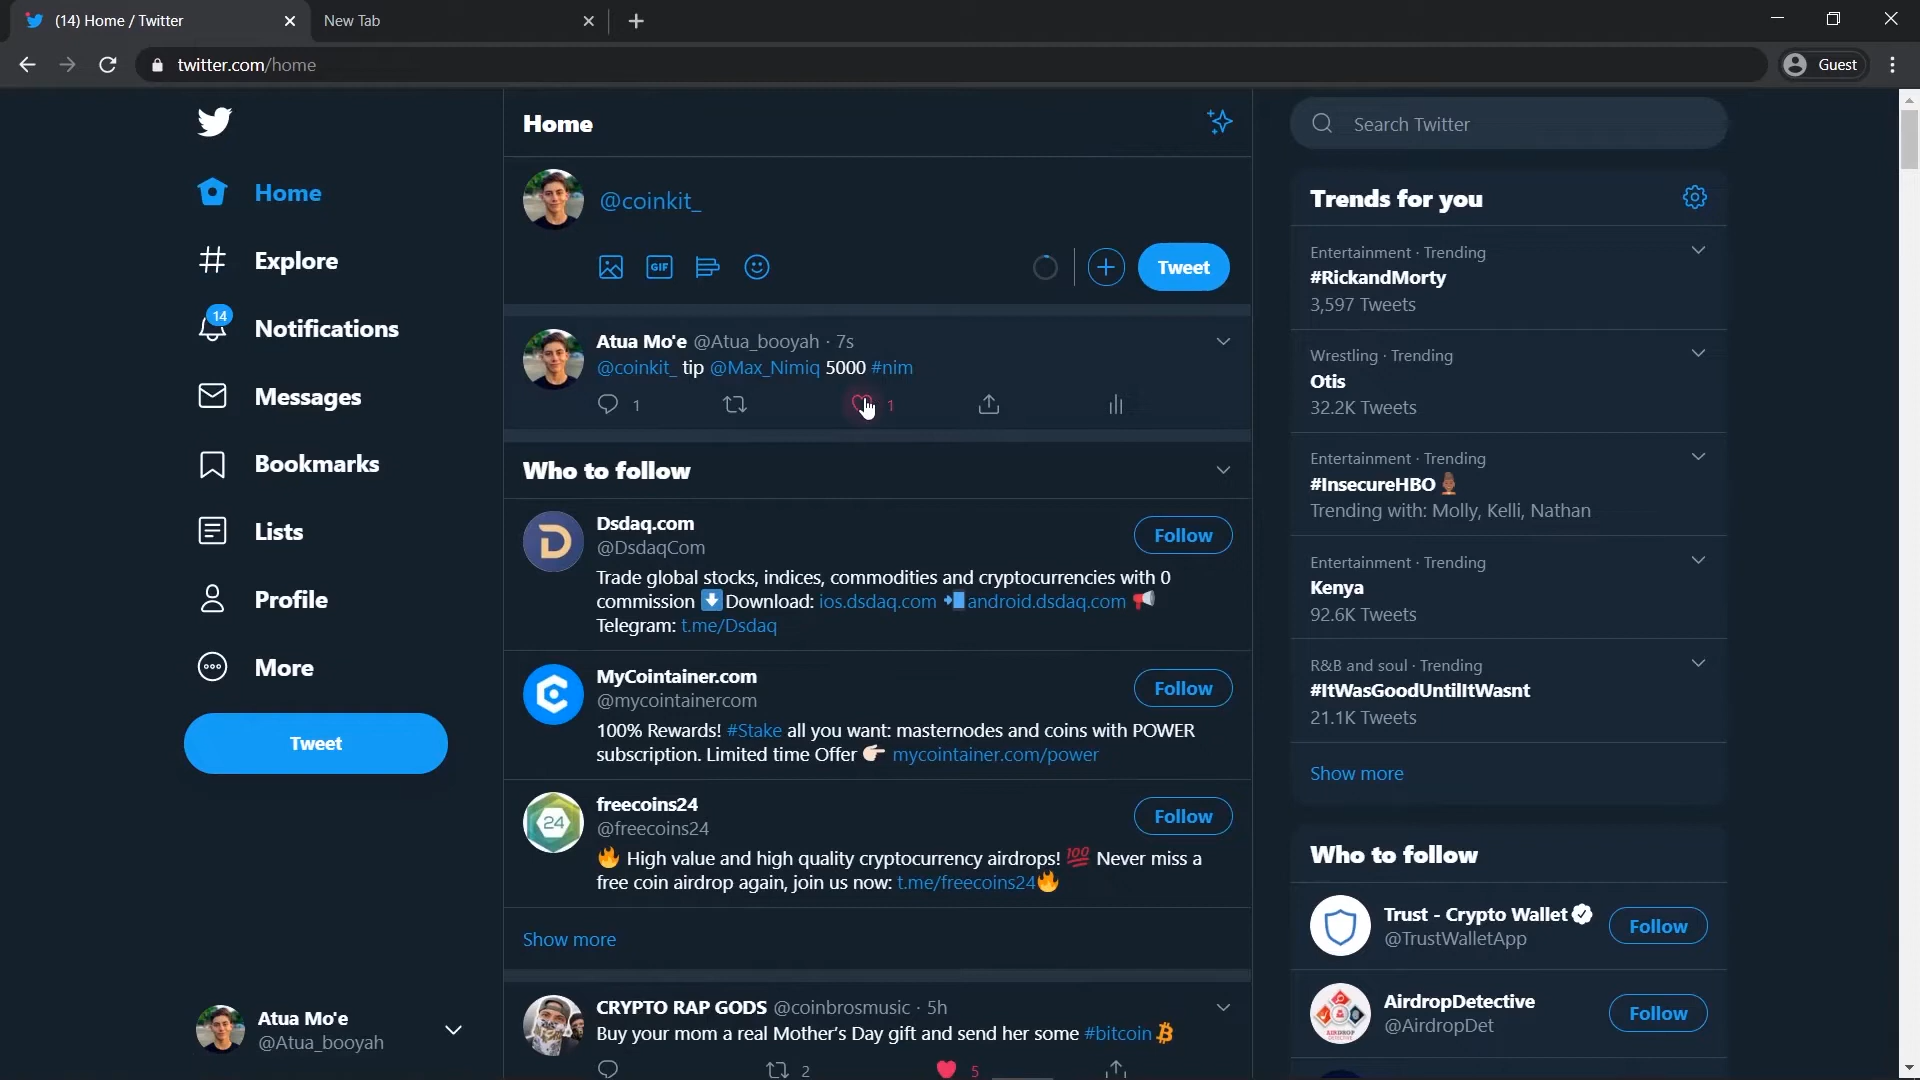 (14) Home / Twitter
New Tab
twitter.com/home
Guest
Home
Explore
14
Notifications
Messages
Bookmarks
Lists
Profile
More
Tweet
Atua Mo'e
@Atua_booyah
Home
@coinkit_
GIF
Tweet
Atua Mo'e @Atua_booyah · 7s
@coinkit_ tip @Max_Nimiq 5000 #nim
1
1
Who to follow
Dsdaq.com
@DsdaqCom
Follow
Trade global stocks, indices, commodities and cryptocurrencies with 0
commission ⬇️Download: ios.dsdaq.com 📲android.dsdaq.com 📢
Telegram: t.me/Dsdaq
MyCointainer.com
@mycointainercom
Follow
100% Rewards! #Stake all you want: masternodes and coins with POWER
subscription. Limited time Offer 👉🏻 mycointainer.com/power
24
freecoins24
@freecoins24
Follow
🔥 High value and high quality cryptocurrency airdrops! 💯 Never miss a
free coin airdrop again, join us now: t.me/freecoins24🔥
Show more
CRYPTO RAP GODS @coinbrosmusic · 5h
Buy your mom a real Mother's Day gift and send her some #bitcoin
2
5
Search Twitter
Trends for you
Entertainment · Trending
#RickandMorty
3,597 Tweets
Wrestling · Trending
Otis
32.2K Tweets
Entertainment · Trending
#InsecureHBO
Trending with: Molly, Kelli, Nathan
Entertainment · Trending
Kenya
92.6K Tweets
R&B and soul · Trending
#ItWasGoodUntilItWasnt
21.1K Tweets
Show more
Who to follow
Trust - Crypto Wallet
@TrustWalletApp
Follow
AirdropDetective
@AirdropDet
Follow